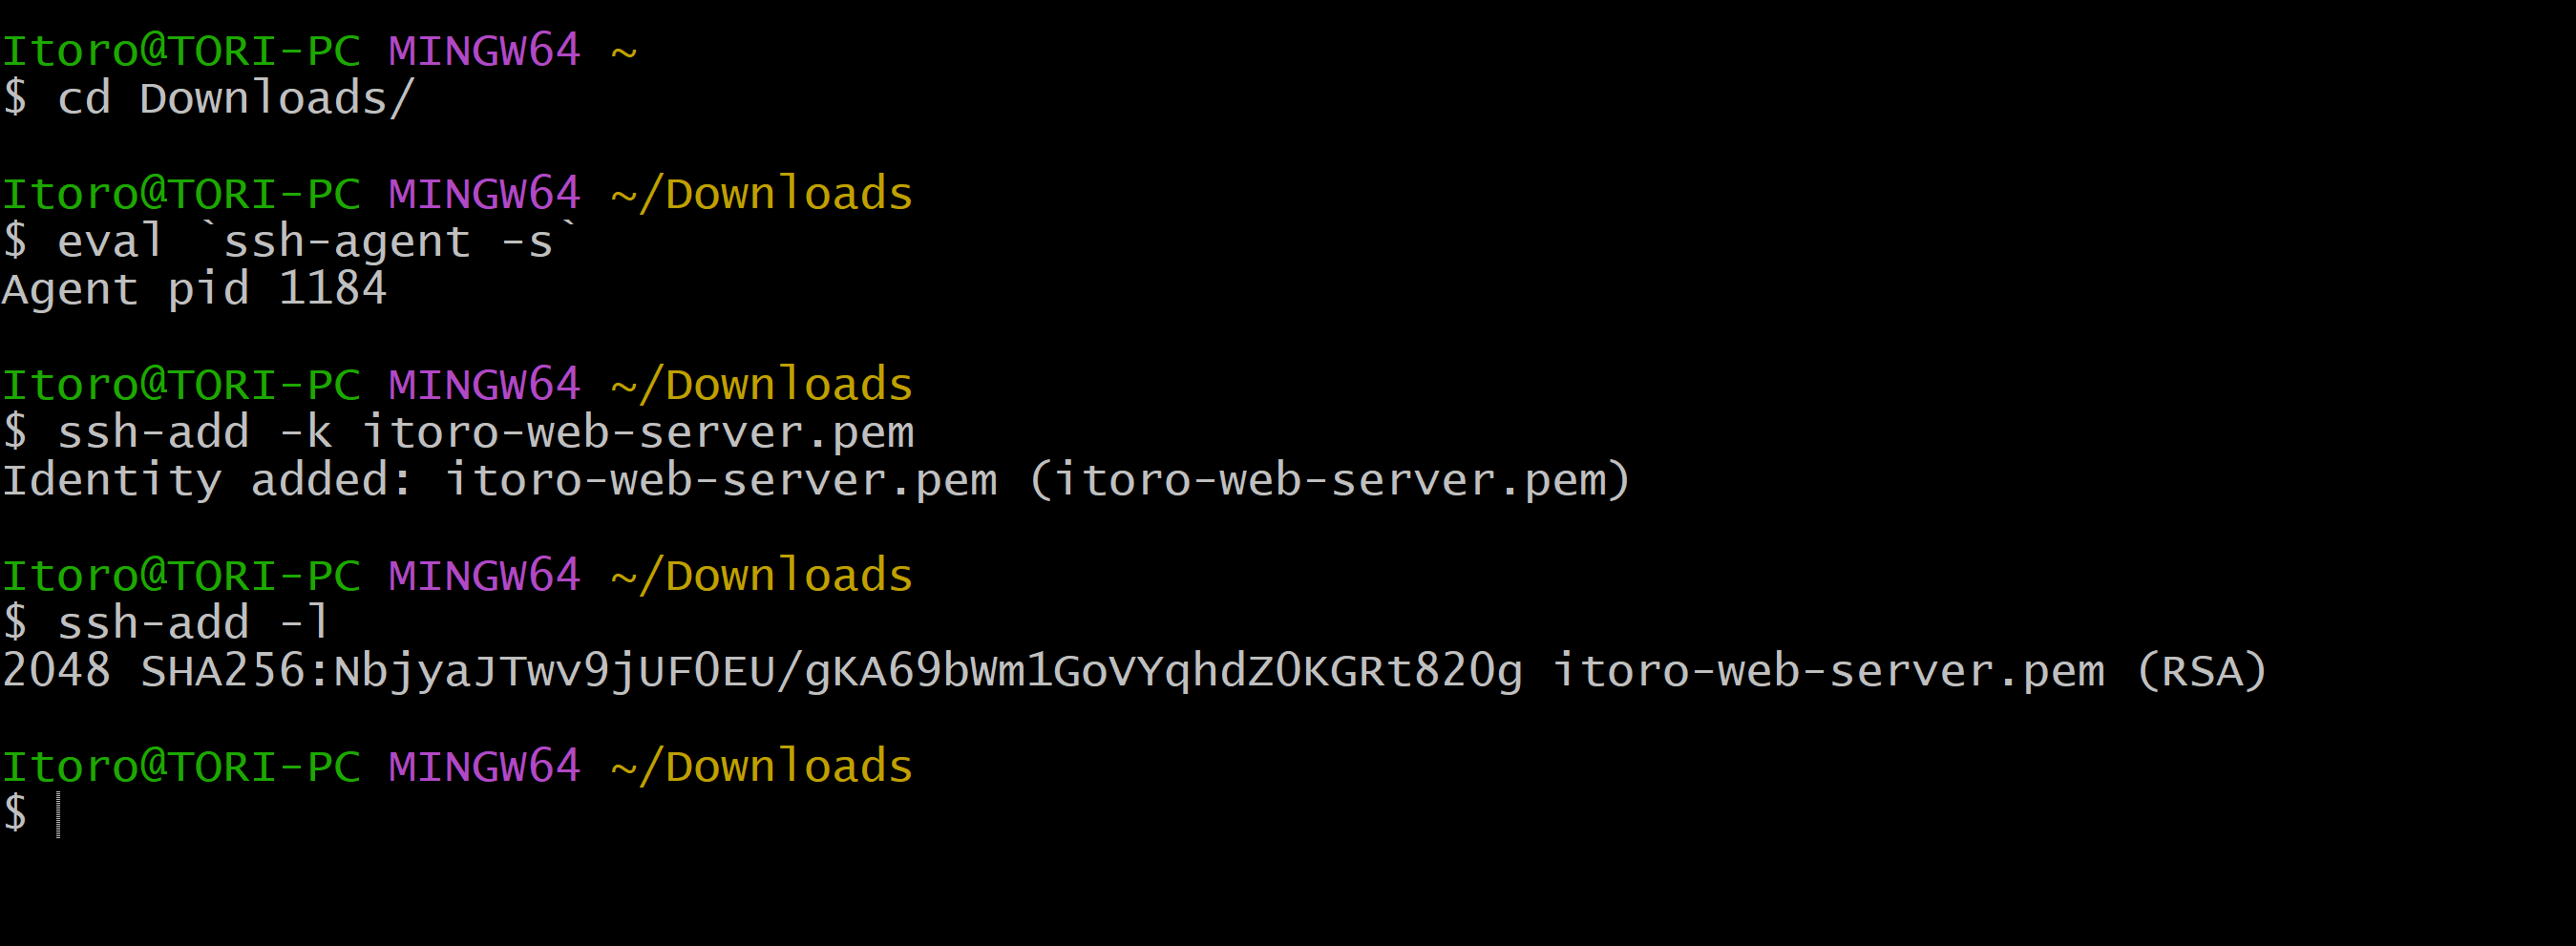 Itoro@TORI-PC MINGW64 ~
$ cd Downloads/
Itoro@TORI-PC MINGW64 ~/Downloads
$ eval `ssh-agent -s`
Agent pid 1184
Itoro@TORI-PC MINGW64 ~/Downloads
$ ssh-add -k itoro-web-server.pem
Identity added: itoro-web-server.pem (itoro-web-server.pem)
Itoro@TORI-PC MINGW64 ~/Downloads
$ ssh-add -l
2048 SHA256:NbjyaJTwv9jUF0EU/gKA69bWm1GoVYqhdZ0KGRt820g itoro-web-server.pem (RSA)
Itoro@TORI-PC MINGW64 ~/Downloads
$